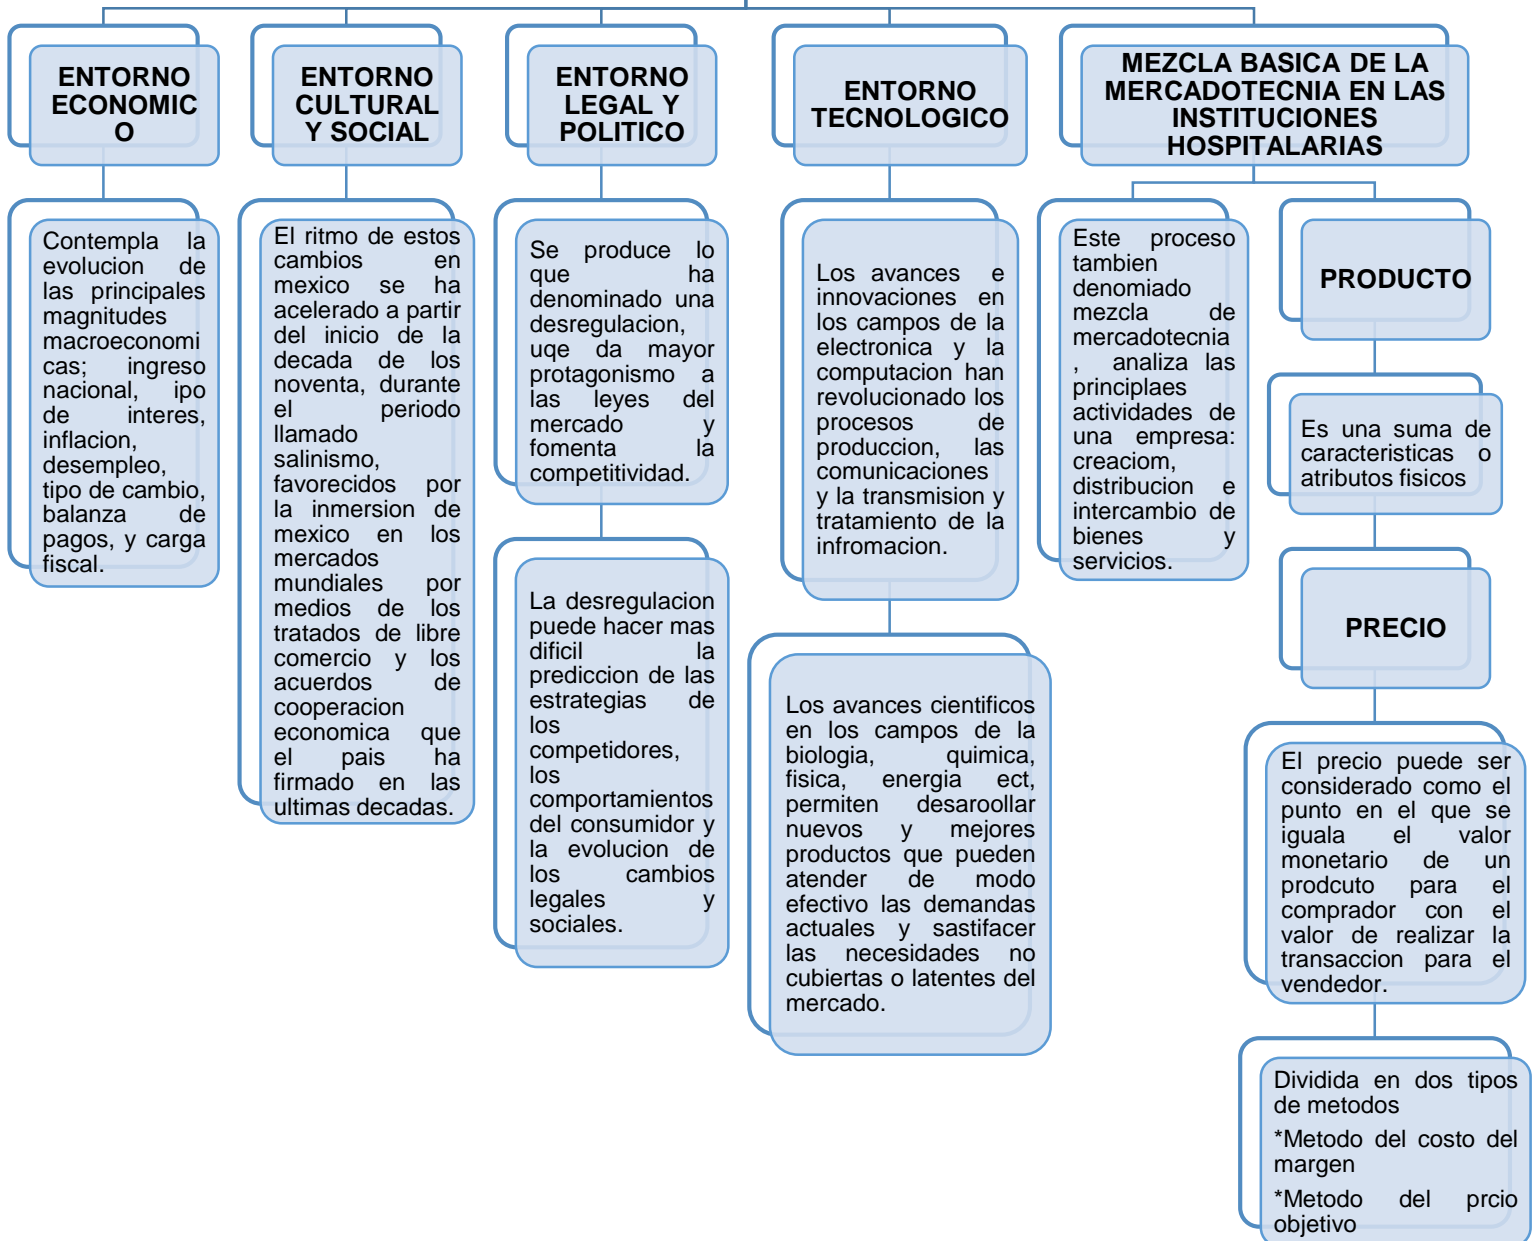 ENTORNO
ECONOMIC
O
Contempla la
evolucion de
las principales
magnitudes
macroeconomi
cas; ingreso
nacional, ipo
de interes,
inflacion,
desempleo,
tipo de cambio,
balanza de
pagos, y carga
fiscal.
ENTORNO
CULTURAL
Y SOCIAL
El ritmo de estos
cambios en
mexico se ha
acelerado a partir
del inicio de la
decada de los
noventa, durante
el periodo
llamado
salinismo,
favorecidos por
la inmersion de
mexico en los
mercados
mundiales por
medios de los
tratados de libre
comercio y los
acuerdos de
cooperacion
economica que
el pais ha
firmado en las
ultimas decadas.
ENTORNO
LEGAL Y
POLITICO
Se produce lo
que ha
denominado una
desregulacion,
uqe da mayor
protagonismo a
las leyes del
mercado y
fomenta la
competitividad.
La desregulacion
puede hacer mas
dificil la
prediccion de las
estrategias de
los
competidores,
los
comportamientos
del consumidor y
la evolucion de
los cambios
legales y
sociales.
ENTORNO
TECNOLOGICO
Los avances e
innovaciones en
los campos de la
electronica y la
computacion han
revolucionado los
procesos de
produccion, las
comunicaciones
y la transmision y
tratamiento de la
infromacion.
Los avances cientificos
en los campos de la
biologia, quimica,
fisica, energia ect,
permiten desaroollar
nuevos y mejores
productos que pueden
atender de modo
efectivo las demandas
actuales y sastifacer
las necesidades no
cubiertas o latentes del
mercado.
MEZCLA BASICA DE LA
MERCADOTECNIA EN LAS
INSTITUCIONES
HOSPITALARIAS
Este proceso
tambien
denomiado
mezcla de
mercadotecnia
, analiza las
principlaes
actividades de
una empresa:
creaciom,
distribucion e
intercambio de
bienes y
servicios.
PRODUCTO
Es una suma de
caracteristicas o
atributos fisicos
PRECIO
El precio puede ser
considerado como el
punto en el que se
iguala el valor
monetario de un
prodcuto para el
comprador con el
valor de realizar la
transaccion para el
vendedor.
Dividida en dos tipos
de metodos
*Metodo del costo del
margen
*Metodo del prcio
objetivo